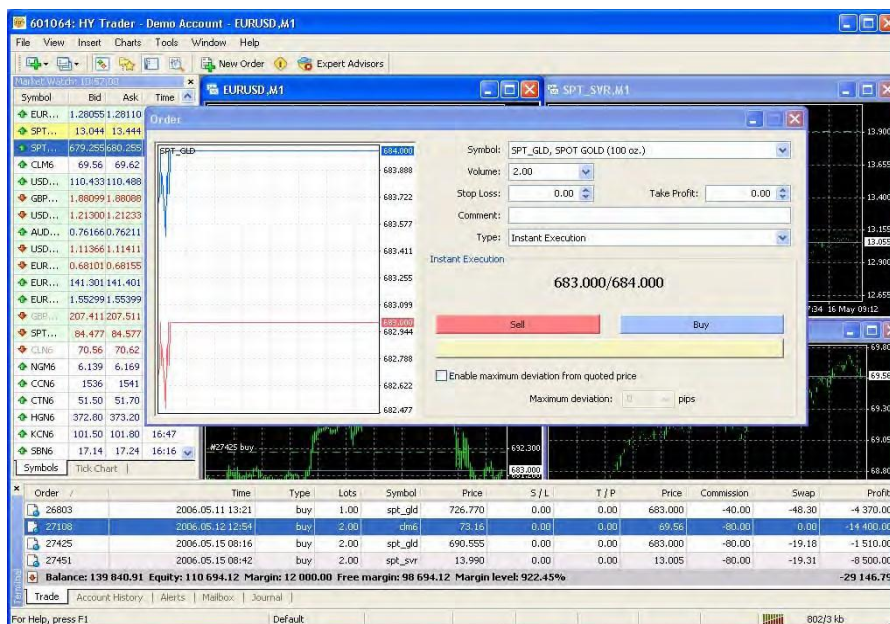 601064: HY Trader - Demo Account - EURUSD,M1
File View Insert Charts Tools Window Help
New Order Expert Advisors
Market Watch: 10:57:00
Symbol Bid Ask Time
EUR... 1.28055 1.28110
SPT... 13.044 13.444
SPT... 679.255 680.255
CLM6 69.56 69.62
USD... 110.433 110.488
GBP... 1.88099 1.88088
USD... 1.21300 1.21233
AUD... 0.76166 0.76211
USD... 1.11366 1.11411
EUR... 0.68101 0.68155
EUR... 141.301 141.401
EUR... 1.55299 1.55399
GBP... 207.411 207.511
SPT... 84.477 84.577
CLN6 70.56 70.62
NGM6 6.139 6.169
CCN6 1536 1541
CTN6 51.50 51.70
HGN6 372.80 373.20
KCN6 101.50 101.80 16:47
SBN6 17.14 17.24 16:16
Symbols Tick Chart
EURUSD,M1
SPT_SVR,M1
13.900
13.655
13.055
12.900
12.655
7:34 16 May 09:12
Order
SPT_GLD
684.000
683.888
683.722
683.577
683.411
683.255
683.099
683.000
682.944
682.788
682.622
682.477
Symbol: SPT_GLD, SPOT GOLD (100 oz.)
Volume: 2.00
Stop Loss: 0.00 Take Profit: 0.00
Comment:
Type: Instant Execution
Instant Execution
683.000/684.000
Sell Buy
Enable maximum deviation from quoted price
Maximum deviation: 0 pips
#27425 buy
692.300
683.000
69.80
69.56
68.80
Order / Time Type Lots Symbol Price S / L T / P Price Commission Swap Profit
26803 2006.05.11 13:21 buy 1.00 spt_gld 726.770 0.00 0.00 683.000 -40.00 -48.30 -4 370.00
27108 2006.05.12 12:54 buy 2.00 clm6 73.16 0.00 0.00 69.56 -80.00 0.00 -14 400.00
27425 2006.05.15 08:16 buy 2.00 spt_gld 690.555 0.00 0.00 683.000 -80.00 -19.18 -1 510.00
27451 2006.05.15 08:42 buy 2.00 spt_svr 13.990 0.00 0.00 13.005 -80.00 -19.31 -8 500.00
Balance: 139 840.91 Equity: 110 694.12 Margin: 12 000.00 Free margin: 98 694.12 Margin level: 922.45% -29 146.79
Trade Account History Alerts Mailbox Journal
Terminal
For Help, press F1 Default 802/3 kb